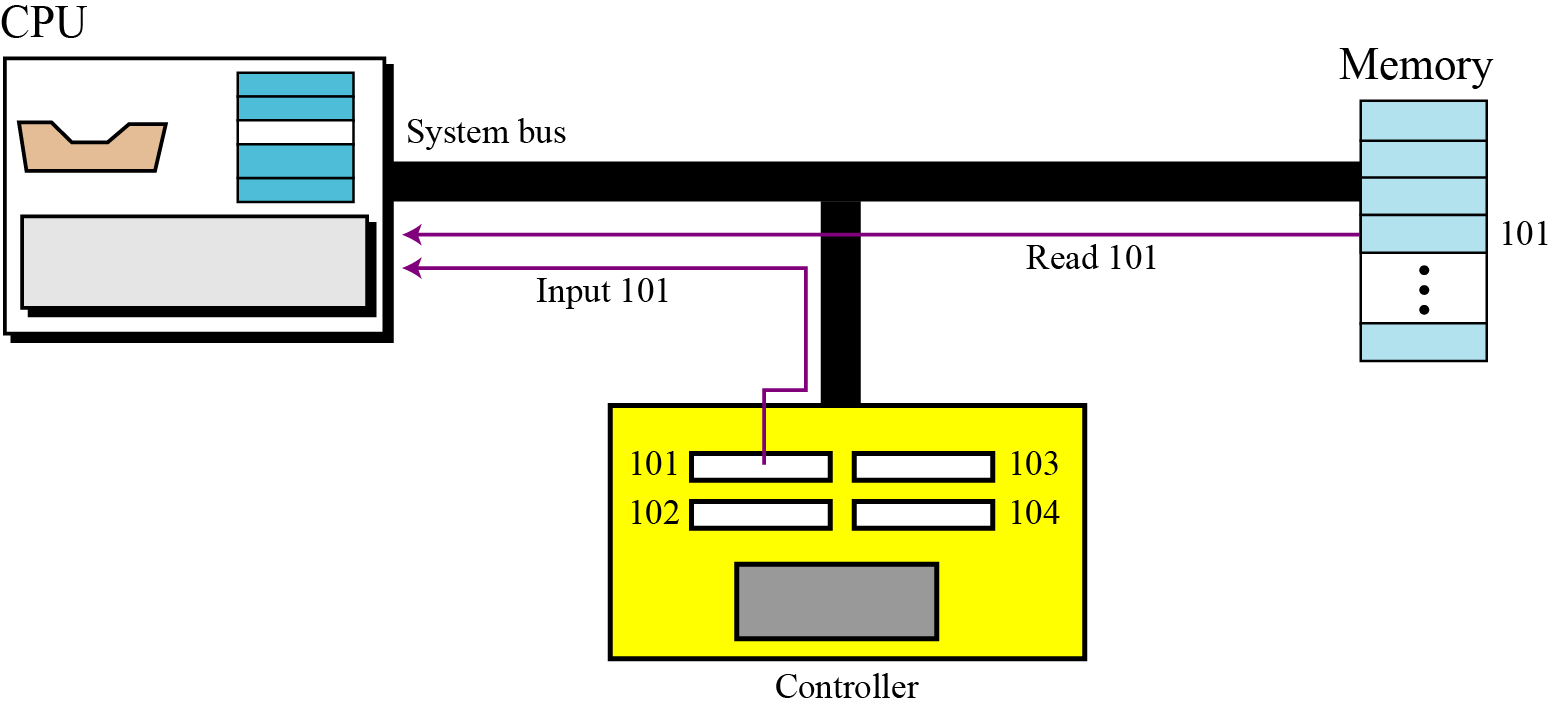 CPU
Memory
System bus
101
Read 101
Input 101
101
103
102
104
Controller